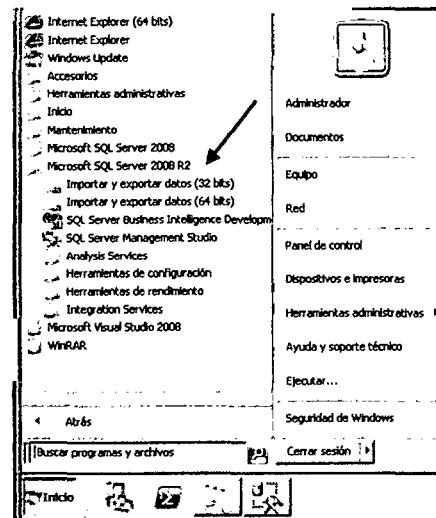 Internet Explorer (64 bits)
Internet Explorer
Windows Update
Accesorios
Herramientas administrativas
Inicio
Mantenimiento
Microsoft SQL Server 2008
Microsoft SQL Server 2008 R2
Importar y exportar datos (32 bits)
Importar y exportar datos (64 bits)
SQL Server Business Intelligence Developm
SQL Server Management Studio
Analysis Services
Herramientas de configuración
Herramientas de rendimiento
Integration Services
Microsoft Visual Studio 2008
WinRAR
Atrás
Buscar programas y archivos
Administrador
Documentos
Equipo
Red
Panel de control
Dispositivos e impresoras
Herramientas administrativas
Ayuda y soporte técnico
Ejecutar...
Seguridad de Windows
Cerrar sesión
Inicio